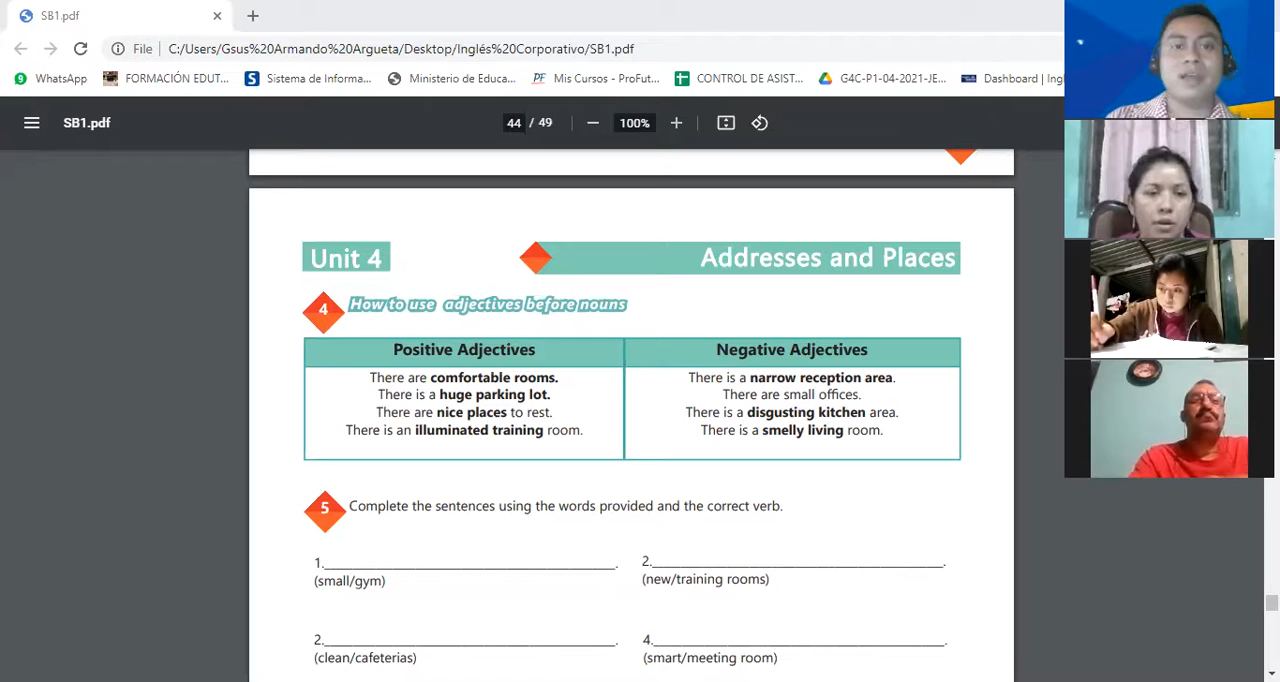 SB1.pdf
File C:/Users/Gsus%20Armando%20Argueta/Desktop/Inglés%20Corporativo/SB1.pdf
WhatsApp FORMACIÓN EDUT... Sistema de Informa... Ministerio de Educa... Mis Cursos - ProFut... CONTROL DE ASIST... G4C-P1-04-2021-JE... Dashboard | Ingl
SB1.pdf 44 / 49 100%
Unit 4 Addresses and Places
4 How to use adjectives before nouns
Positive Adjectives Negative Adjectives
There are comfortable rooms. There is a narrow reception area.
There is a huge parking lot. There are small offices.
There are nice places to rest. There is a disgusting kitchen area.
There is an illuminated training room. There is a smelly living room.
5 Complete the sentences using the words provided and the correct verb.
1.________________________________. 2.________________________________.
(small/gym) (new/training rooms)
2.________________________________. 4.________________________________.
(clean/cafeterias) (smart/meeting room)